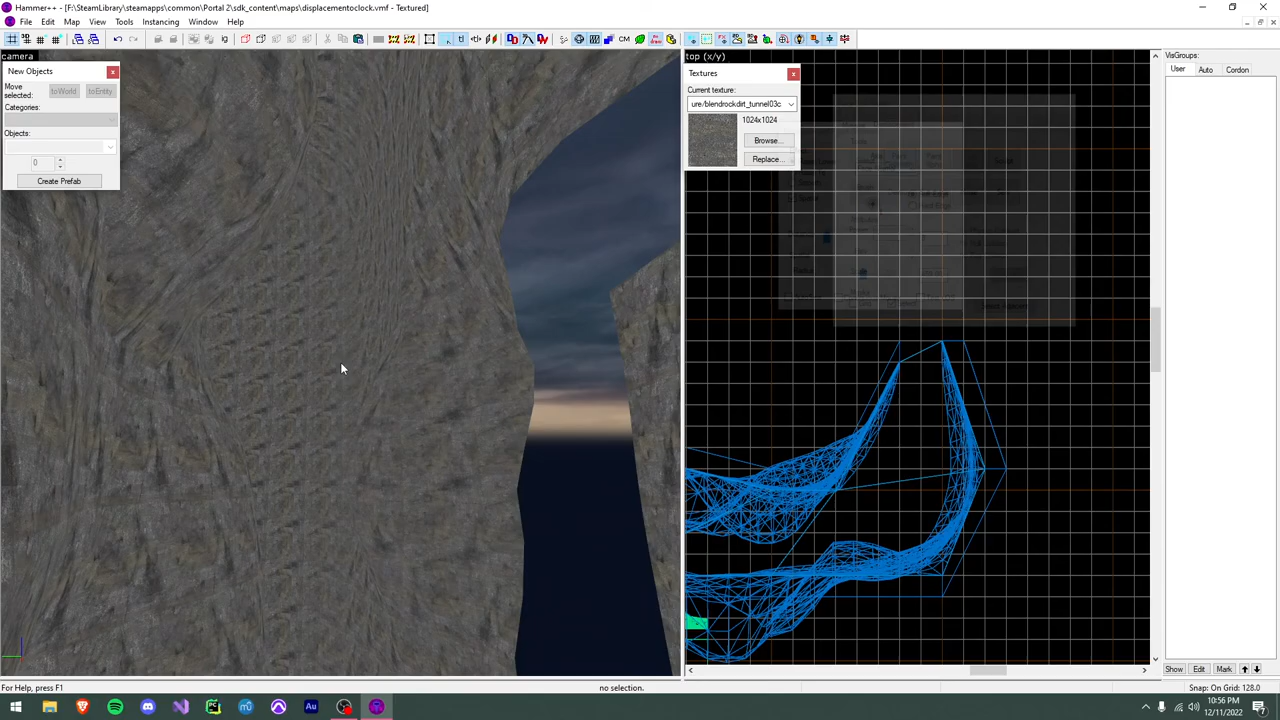 Hammer++ - [F:\SteamLibrary\steamapps\common\Portal 2\sdk_content\maps\displacementoclock.vmf - Textured]
File Edit View Tools Instancing Window Help
camera
New Objects
Move selected:
toWorld
toEntity
Categories:
Objects:
0
Create Prefab
top (x/y)
Textures
Current texture:
ure/blendrockdirt_tunnel03c
1024x1024
Browse...
Replace...
VisGroups:
User Auto Cordon
Show Edit Mark
For Help, press F1
no selection.
Snap: On Grid: 128.0
10:56 PM
12/11/2022